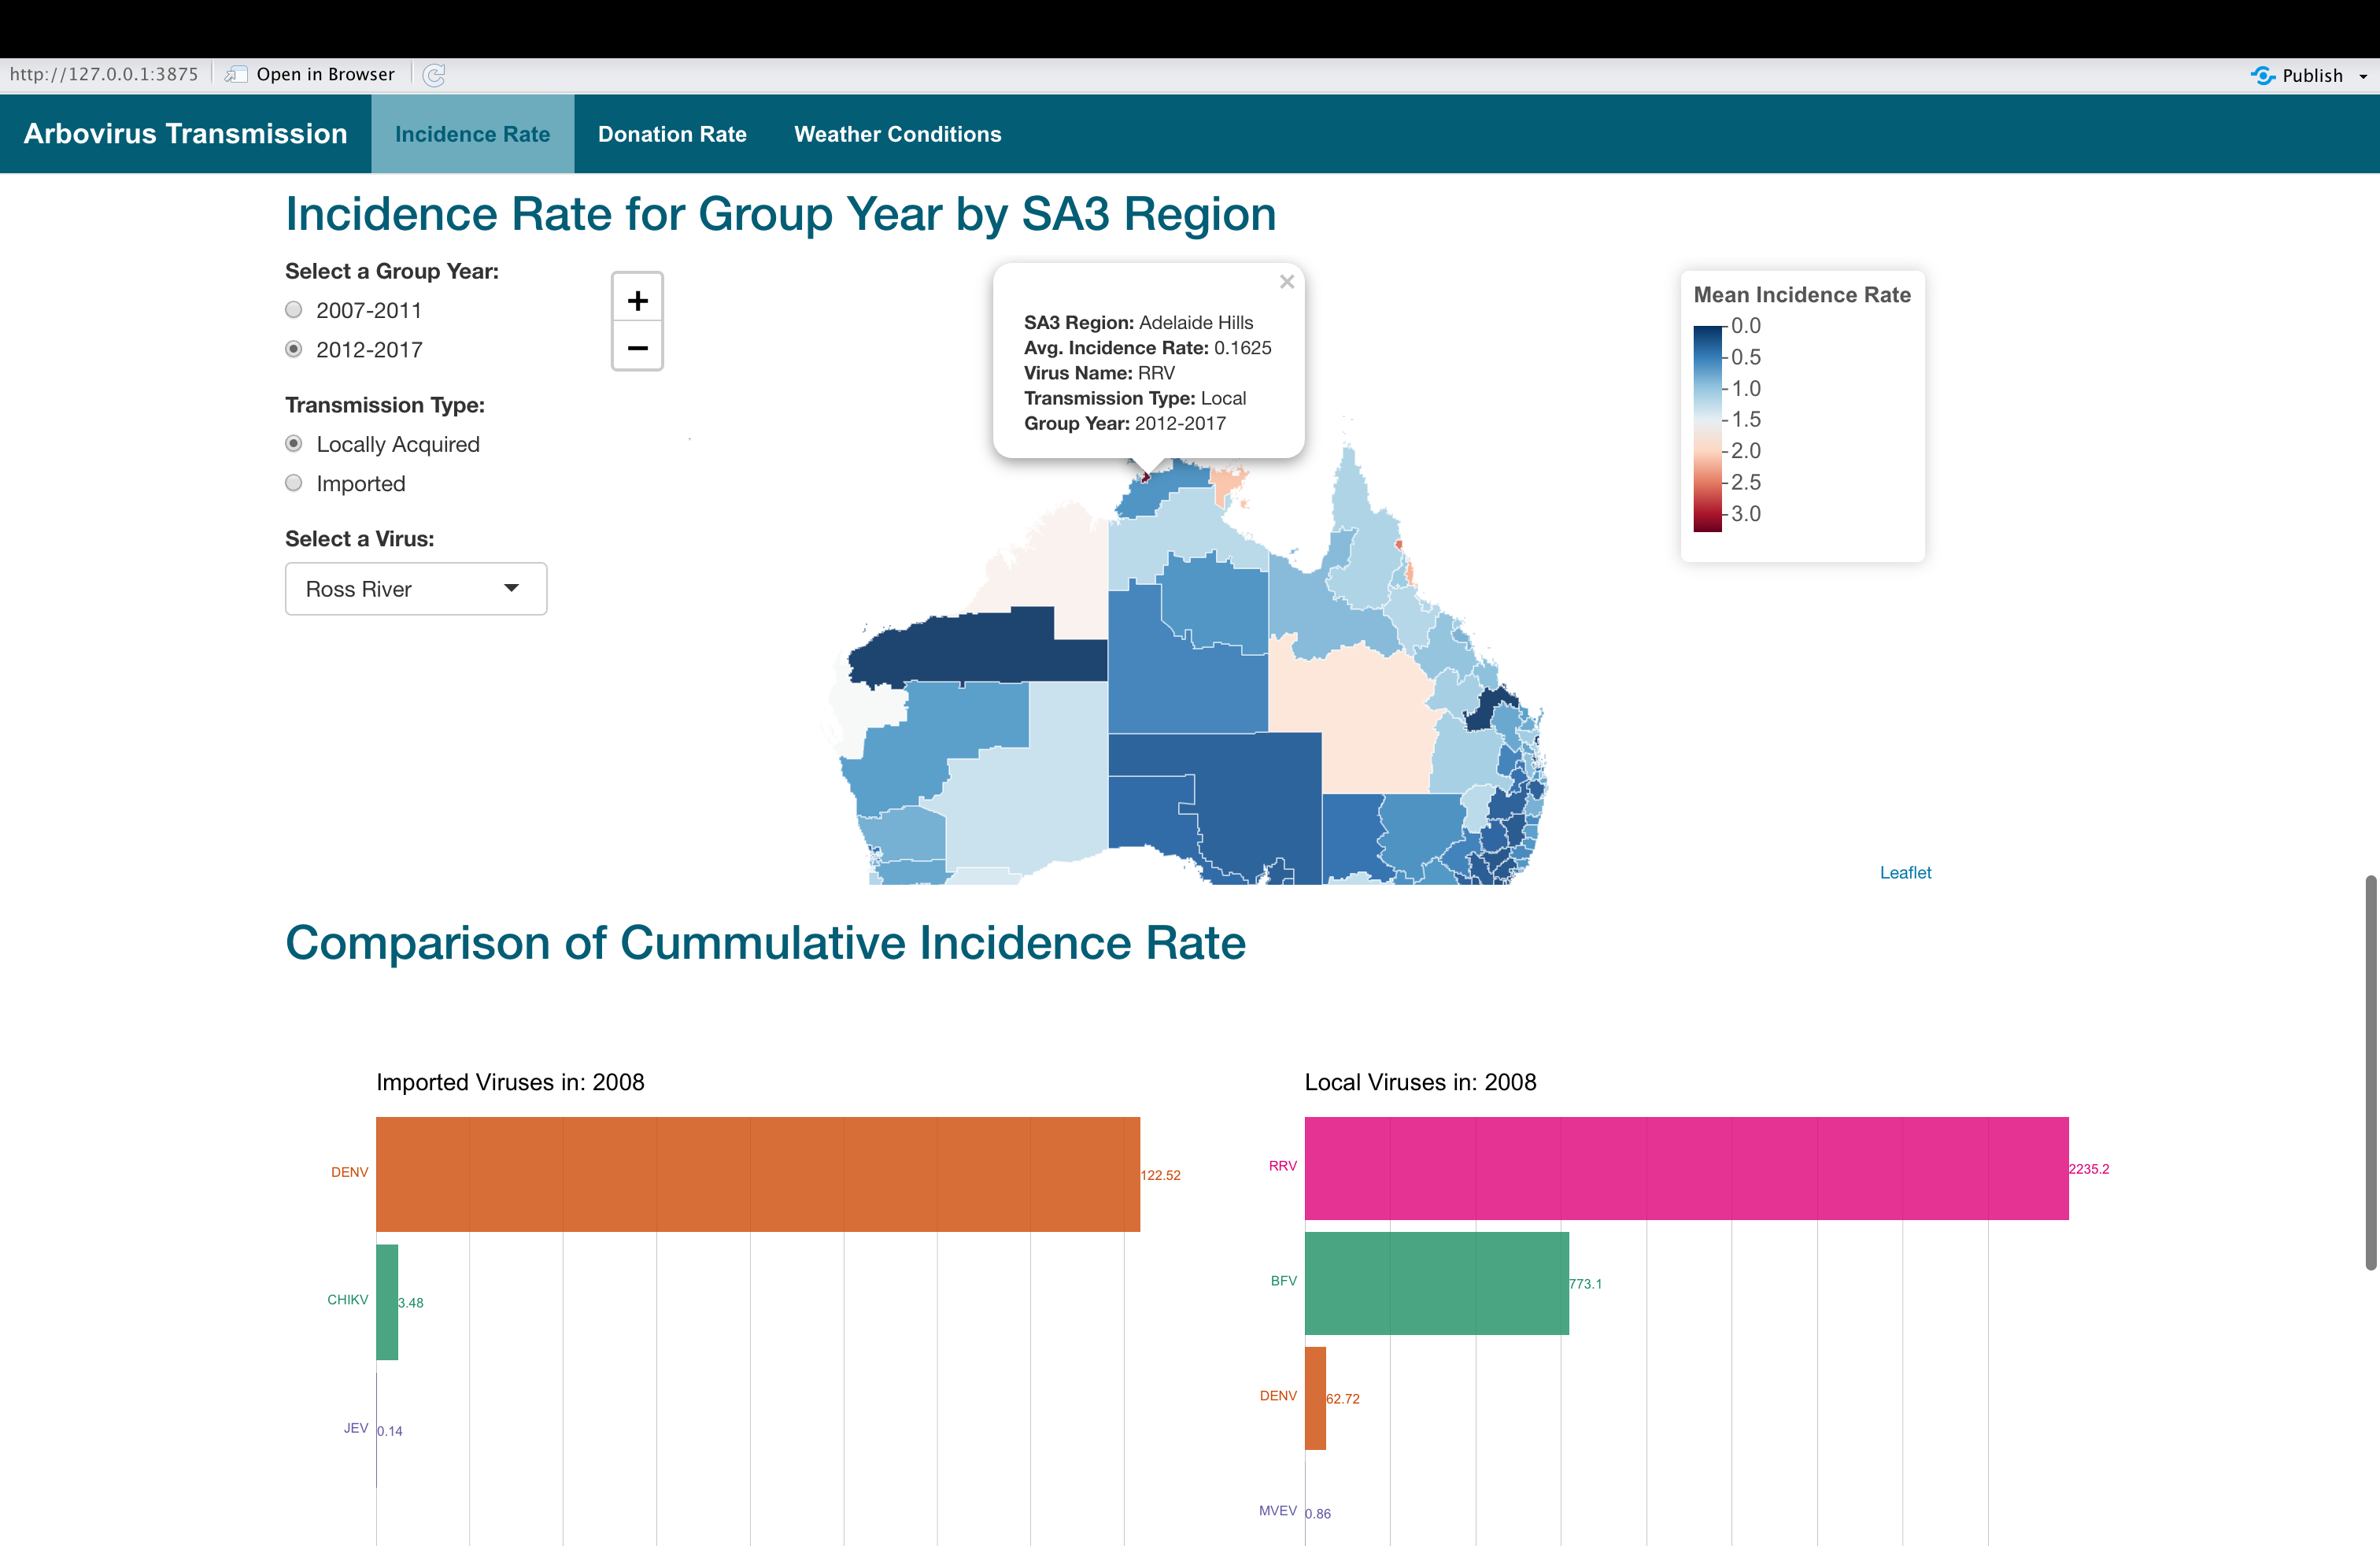 http://127.0.0.1:3875 Open in Browser Publish
Arbovirus Transmission Incidence Rate Donation Rate Weather Conditions
Incidence Rate for Group Year by SA3 Region
Select a Group Year:
2007-2011
2012-2017
Transmission Type:
Locally Acquired
Imported
Select a Virus:
Ross River
+
−
×
SA3 Region: Adelaide Hills
Avg. Incidence Rate: 0.1625
Virus Name: RRV
Transmission Type: Local
Group Year: 2012-2017
Mean Incidence Rate
0.0
0.5
1.0
1.5
2.0
2.5
3.0
Leaflet
Comparison of Cummulative Incidence Rate
Imported Viruses in: 2008
DENV 122.52
CHIKV 3.48
JEV 0.14
Local Viruses in: 2008
RRV 2235.2
BFV 773.1
DENV 62.72
MVEV 0.86